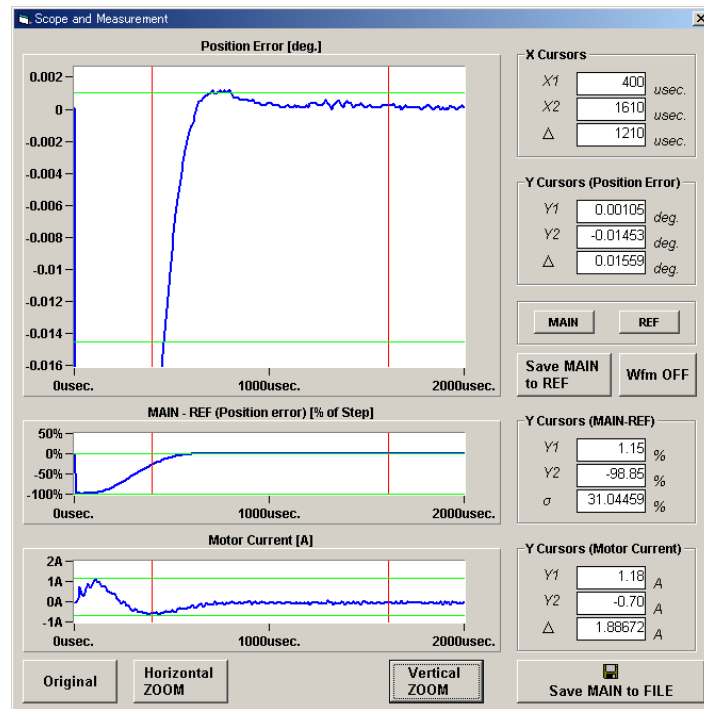 Scope and Measurement
Position Error [deg.]
0.002
0
-0.002
-0.004
-0.006
-0.008
-0.01
-0.012
-0.014
-0.016
0usec. 1000usec. 2000usec.
MAIN - REF (Position error) [% of Step]
50%
0%
-50%
-100%
0usec. 1000usec. 2000usec.
Motor Current [A]
2A
1A
0A
-1A
0usec. 1000usec. 2000usec.
Original
Horizontal
ZOOM
Vertical
ZOOM
X Cursors
X1 400 usec.
X2 1610 usec.
△ 1210 usec.
Y Cursors (Position Error)
Y1 0.00105 deg.
Y2 -0.01453 deg.
△ 0.01559 deg.
MAIN REF
Save MAIN
to REF
Wfm OFF
Y Cursors (MAIN-REF)
Y1 1.15 %
Y2 -98.85 %
σ 31.04459 %
Y Cursors (Motor Current)
Y1 1.18 A
Y2 -0.70 A
△ 1.88672 A
Save MAIN to FILE